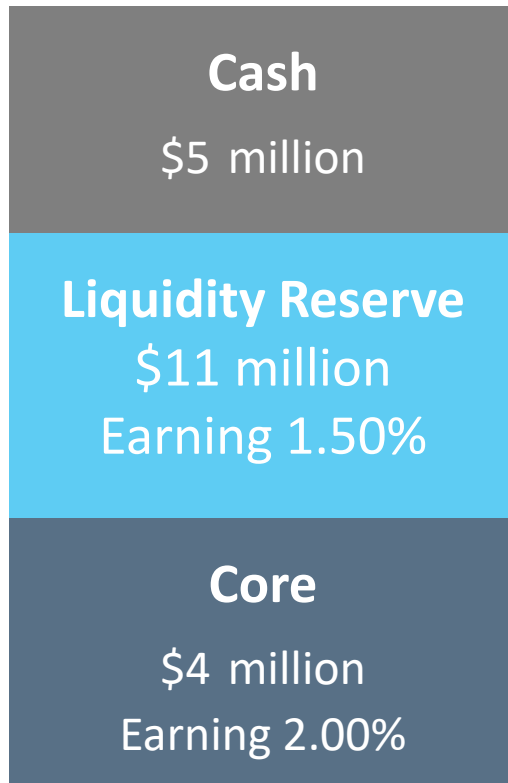 Cash
$5 million
Liquidity Reserve
$11 million
Earning 1.50%
Core
$4 million
Earning 2.00%